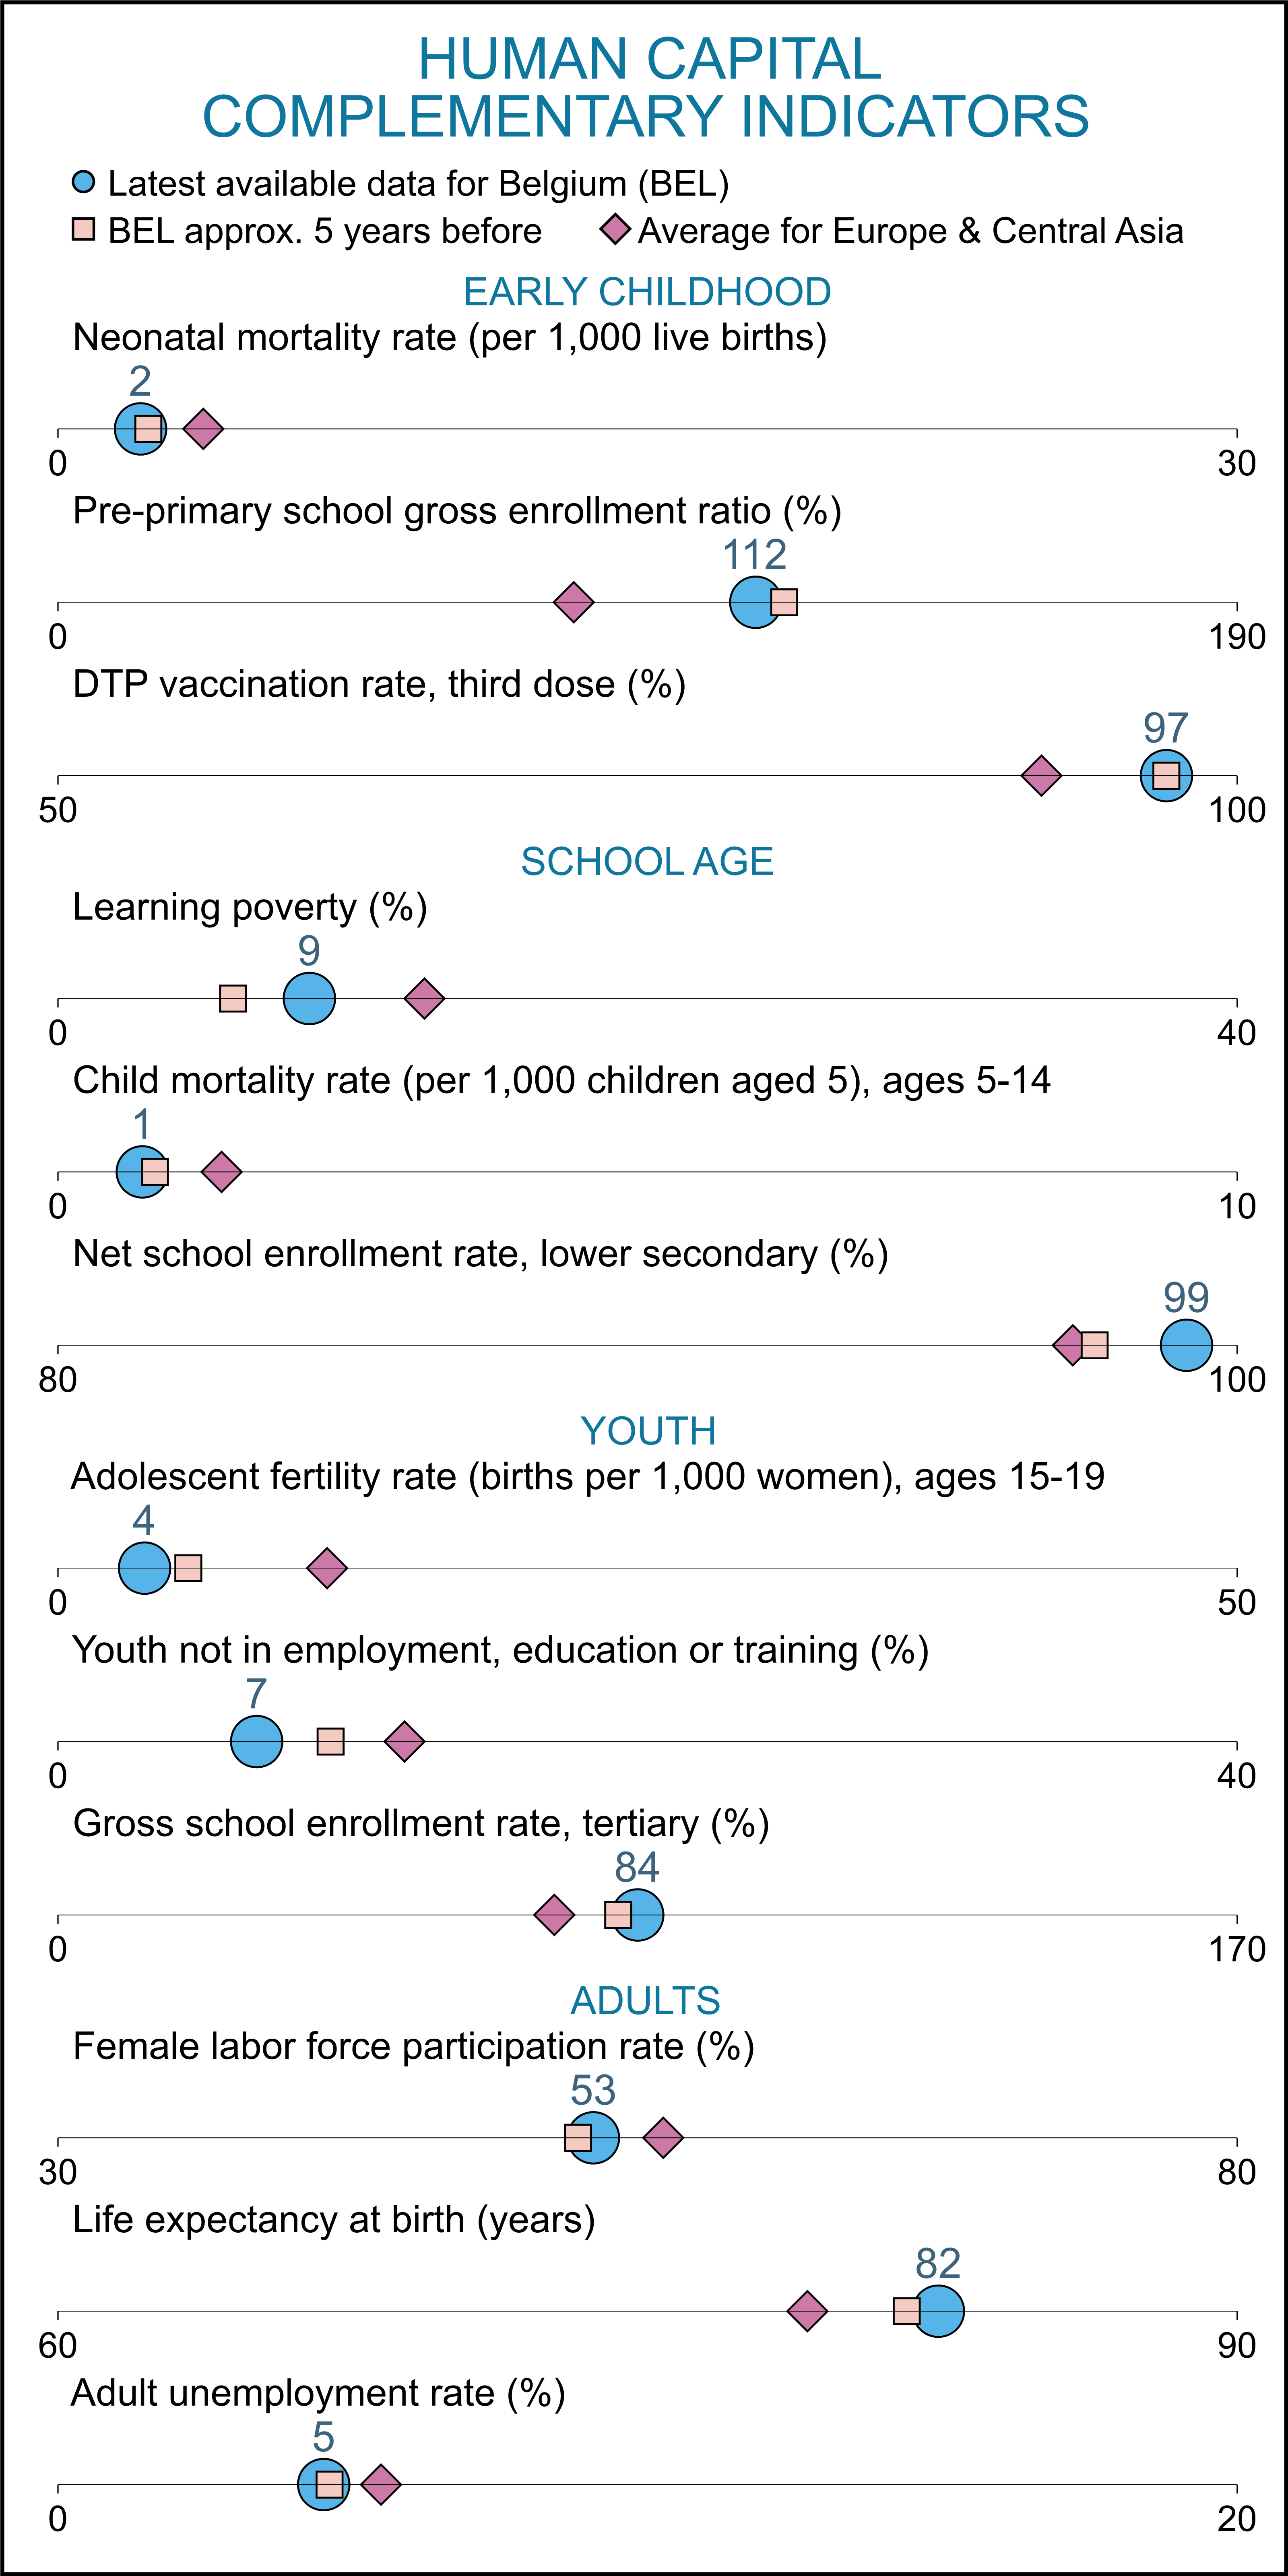 HUMAN CAPITAL
COMPLEMENTARY INDICATORS
Latest available data for Belgium (BEL)
BEL approx. 5 years before Average for Europe & Central Asia
EARLY CHILDHOOD
Neonatal mortality rate (per 1,000 live births)
2
0 30
Pre-primary school gross enrollment ratio (%)
112
0 190
DTP vaccination rate, third dose (%)
97
50 100
SCHOOL AGE
Learning poverty (%)
9
0 40
Child mortality rate (per 1,000 children aged 5), ages 5-14
1
0 10
Net school enrollment rate, lower secondary (%)
99
80 100
YOUTH
Adolescent fertility rate (births per 1,000 women), ages 15-19
4
0 50
Youth not in employment, education or training (%)
7
0 40
Gross school enrollment rate, tertiary (%)
84
0 170
ADULTS
Female labor force participation rate (%)
53
30 80
Life expectancy at birth (years)
82
60 90
Adult unemployment rate (%)
5
0 20